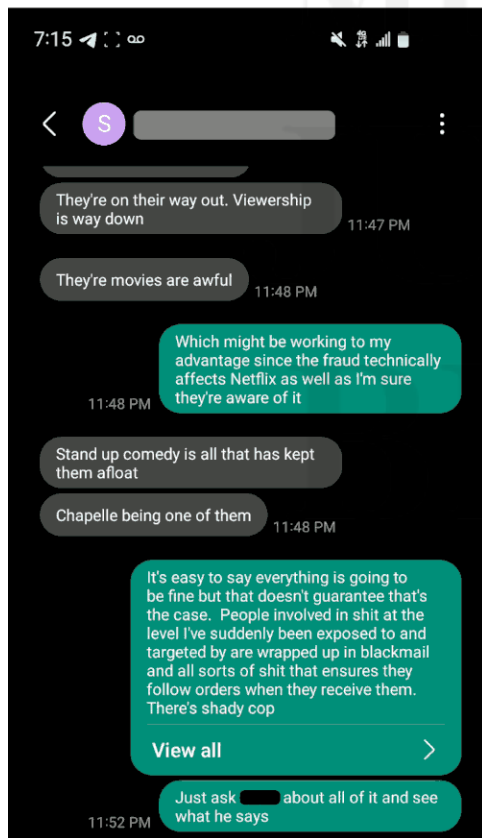 7:15
S
They're on their way out. Viewership
is way down
11:47 PM
They're movies are awful
11:48 PM
Which might be working to my
advantage since the fraud technically
affects Netflix as well as I'm sure
they're aware of it
11:48 PM
Stand up comedy is all that has kept
them afloat
Chapelle being one of them
11:48 PM
It's easy to say everything is going to
be fine but that doesn't guarantee that's
the case.  People involved in shit at the
level I've suddenly been exposed to and
targeted by are wrapped up in blackmail
and all sorts of shit that ensures they
follow orders when they receive them.
There's shady cop
View all
Just ask about all of it and see
what he says
11:52 PM